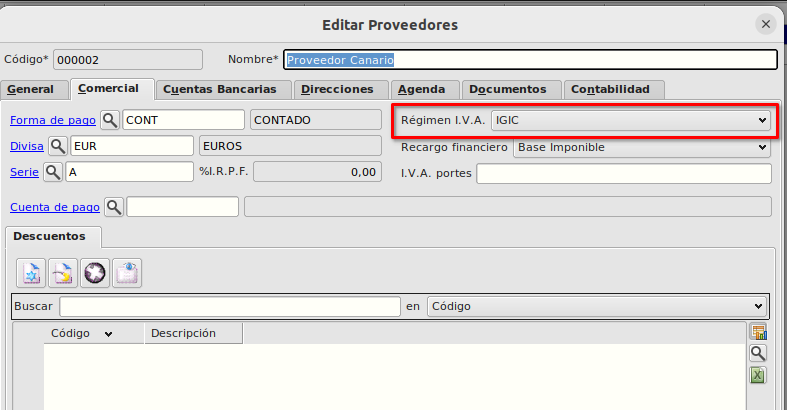 Editar Proveedores
Código* 000002 Nombre* Proveedor Canario
General Comercial Cuentas Bancarias Direcciones Agenda Documentos Contabilidad
Forma de pago CONT CONTADO Régimen I.V.A. IGIC
Divisa EUR EUROS Recargo financiero Base Imponible
Serie A %I.R.P.F. 0,00 I.V.A. portes
Cuenta de pago
Descuentos
Buscar en Código
Código Descripción